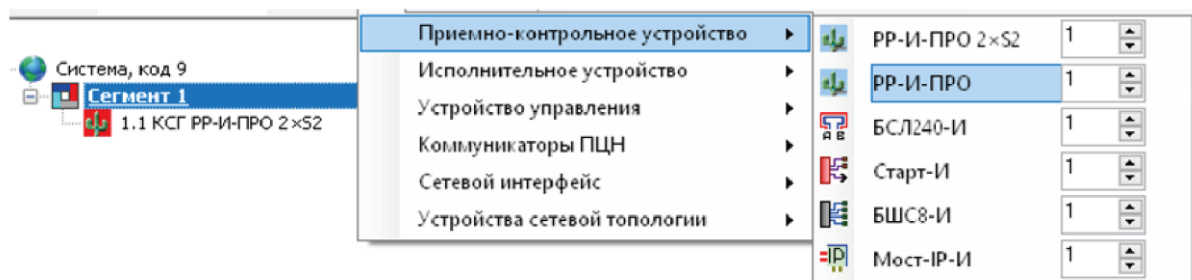 Система, код 9
Сегмент 1
1.1 КСГ РР-И-ПРО 2×S2
Приемно-контрольное устройство
Исполнительное устройство
Устройство управления
Коммуникаторы ПЦН
Сетевой интерфейс
Устройства сетевой топологии
РР-И-ПРО 2×S2 1
РР-И-ПРО 1
БСЛ240-И 1
Старт-И 1
БШС8-И 1
Мост-IP-И 1